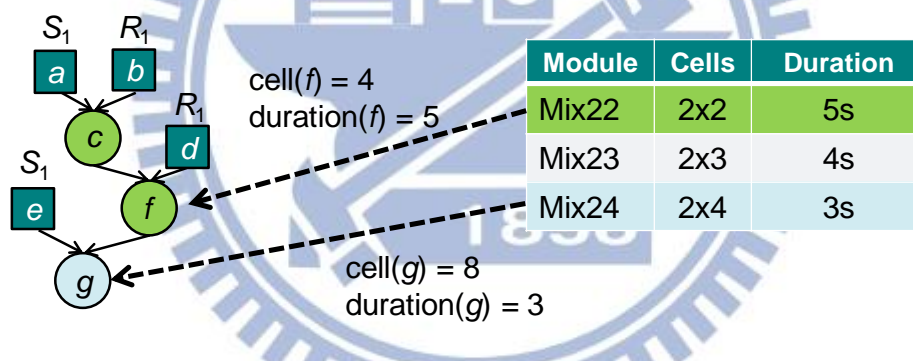 S1 R1
a b
c
R1
d
S1
e
f
g
cell(f) = 4
duration(f) = 5
cell(g) = 8
duration(g) = 3
Module Cells Duration
Mix22 2x2 5s
Mix23 2x3 4s
Mix24 2x4 3s